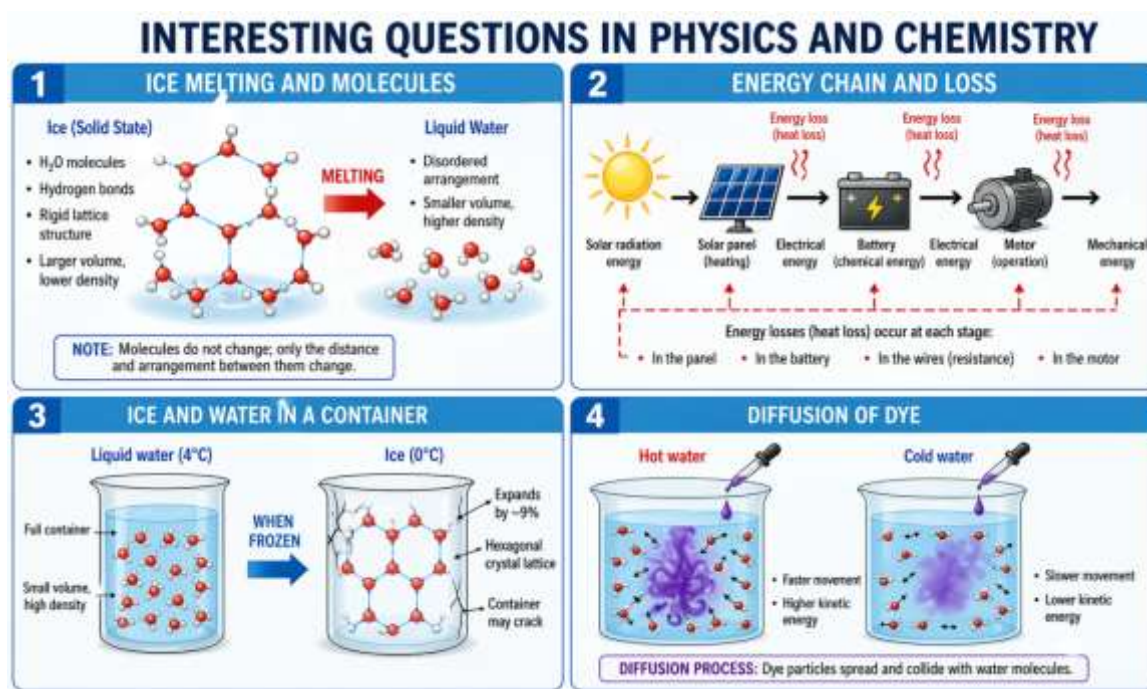 INTERESTING QUESTIONS IN PHYSICS AND CHEMISTRY
1
ICE MELTING AND MOLECULES
Ice (Solid State)
• H₂O molecules
• Hydrogen bonds
• Rigid lattice
structure
• Larger volume,
lower density
MELTING
Liquid Water
• Disordered
arrangement
• Smaller volume,
higher density
NOTE: Molecules do not change; only the distance
and arrangement between them change.
2
ENERGY CHAIN AND LOSS
Energy loss
(heat loss)
Energy loss
(heat loss)
Energy loss
(heat loss)
Solar radiation
energy
Solar panel
(heating)
Electrical
energy
Battery
(chemical energy)
Electrical
energy
Motor
(operation)
Mechanical
energy
Energy losses (heat loss) occur at each stage:
• In the panel • In the battery • In the wires (resistance) • In the motor
3
ICE AND WATER IN A CONTAINER
Liquid water (4°C)
Full container
Small volume,
high density
WHEN
FROZEN
Ice (0°C)
Expands
by ~9%
Hexagonal
crystal lattice
Container
may crack
4
DIFFUSION OF DYE
Hot water
• Faster movement
• Higher kinetic
energy
Cold water
• Slower movement
• Lower kinetic
energy
DIFFUSION PROCESS: Dye particles spread and collide with water molecules.